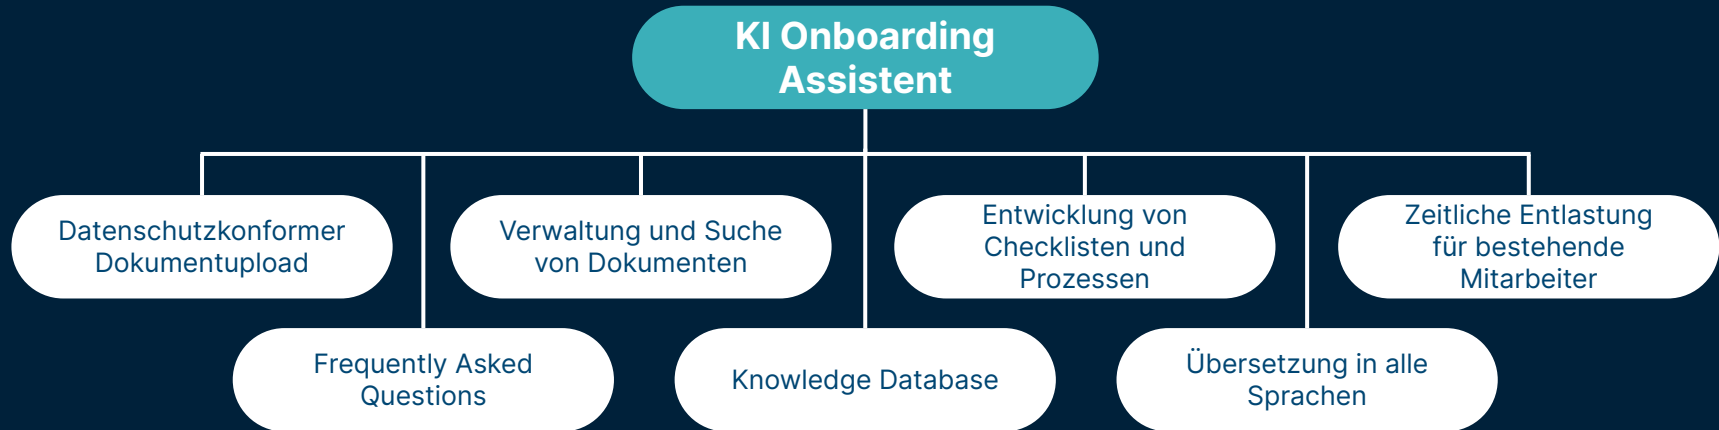 KI Onboarding
Assistent
Datenschutzkonformer
Dokumentupload
Verwaltung und Suche
von Dokumenten
Entwicklung von
Checklisten und
Prozessen
Zeitliche Entlastung
für bestehende
Mitarbeiter
Frequently Asked
Questions
Knowledge Database
Übersetzung in alle
Sprachen